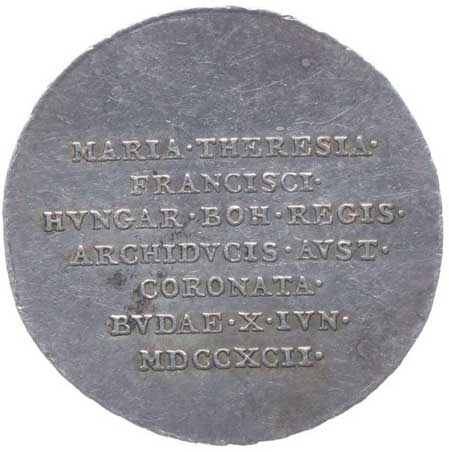 MARIA·THERESIA·
FRANCISCI·
HVNGAR·BOH·REGIS·
ARCHIDVCIS·AVST·
CORONATA·
BVDAE·X·IVN·
MDCCXCII·